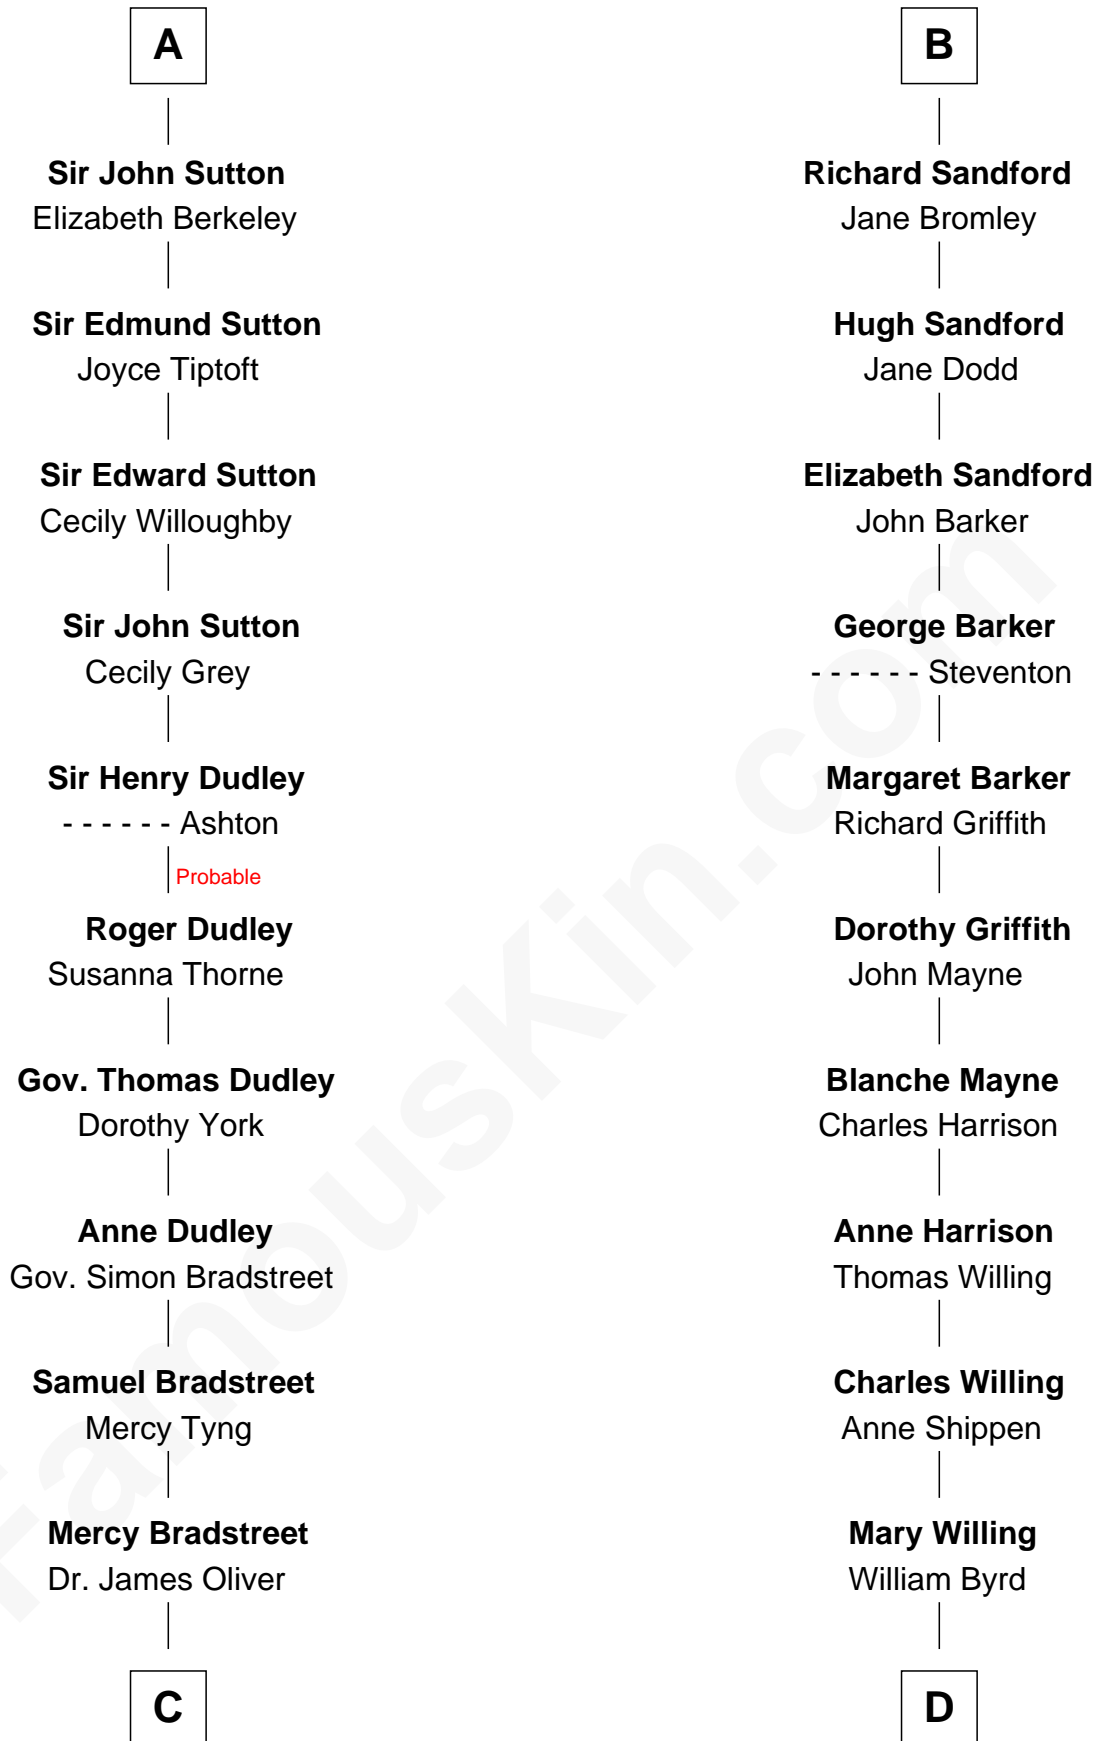 A
Sir John Sutton
Elizabeth Berkeley
Sir Edmund Sutton
Joyce Tiptoft
Sir Edward Sutton
Cecily Willoughby
Sir John Sutton
Cecily Grey
Sir Henry Dudley
- - - - - - Ashton
Probable
Roger Dudley
Susanna Thorne
Gov. Thomas Dudley
Dorothy York
Anne Dudley
Gov. Simon Bradstreet
Samuel Bradstreet
Mercy Tyng
Mercy Bradstreet
Dr. James Oliver
C
B
Richard Sandford
Jane Bromley
Hugh Sandford
Jane Dodd
Elizabeth Sandford
John Barker
George Barker
- - - - - - Steventon
Margaret Barker
Richard Griffith
Dorothy Griffith
John Mayne
Blanche Mayne
Charles Harrison
Anne Harrison
Thomas Willing
Charles Willing
Anne Shippen
Mary Willing
William Byrd
D
FamousKin.com